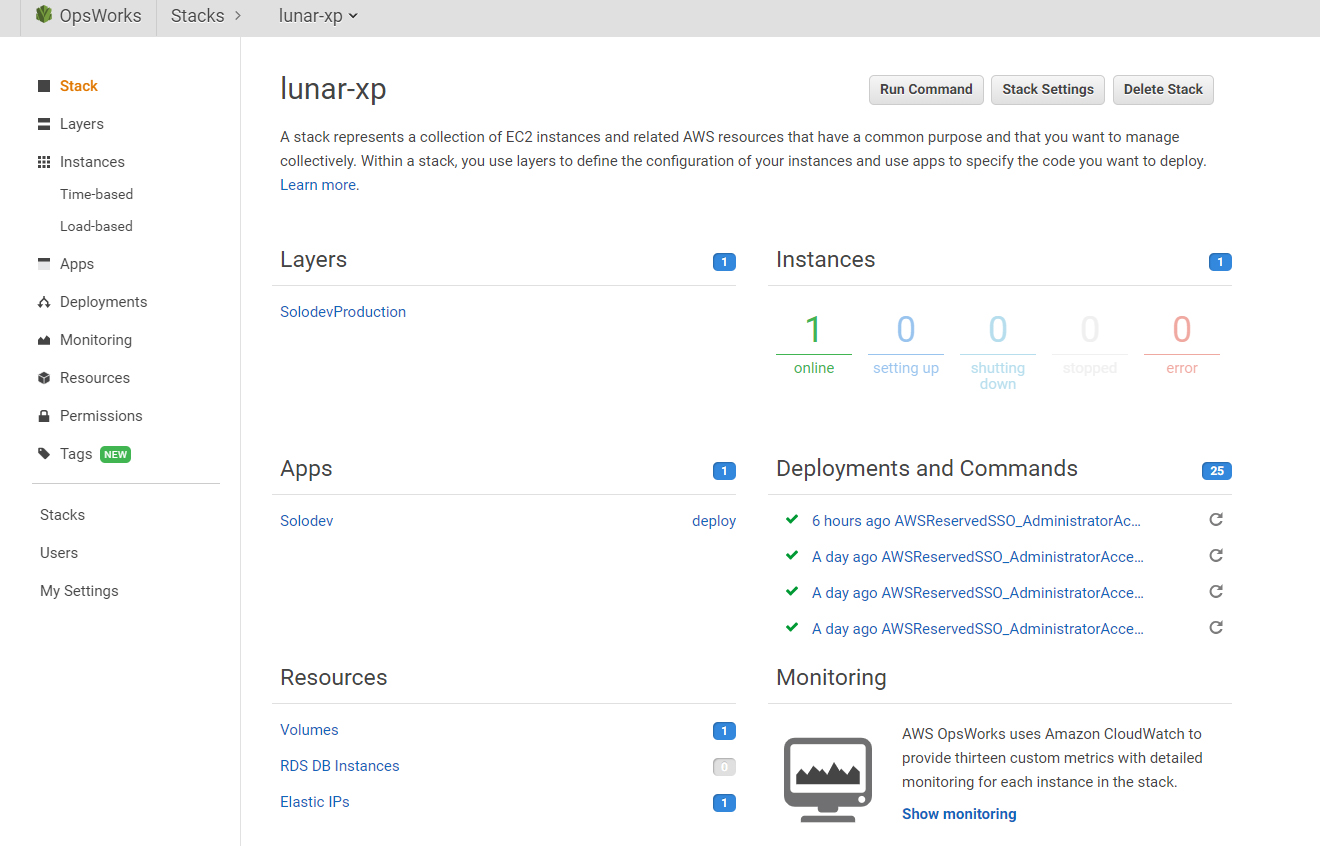 OpsWorks Stacks lunar-xp
Stack
Layers
Instances
Time-based
Load-based
Apps
Deployments
Monitoring
Resources
Permissions
Tags NEW
Stacks
Users
My Settings
lunar-xp
Run Command Stack Settings Delete Stack
A stack represents a collection of EC2 instances and related AWS resources that have a common purpose and that you want to manage
collectively. Within a stack, you use layers to define the configuration of your instances and use apps to specify the code you want to deploy.
Learn more.
Layers 1
SolodevProduction
Instances 1
1 0 0 0 0
online setting up shutting down stopped error
Apps 1
Solodev deploy
Deployments and Commands 25
6 hours ago AWSReservedSSO_AdministratorAc...
A day ago AWSReservedSSO_AdministratorAcce...
A day ago AWSReservedSSO_AdministratorAcce...
A day ago AWSReservedSSO_AdministratorAcce...
Resources
Volumes 1
RDS DB Instances 0
Elastic IPs 1
Monitoring
AWS OpsWorks uses Amazon CloudWatch to
provide thirteen custom metrics with detailed
monitoring for each instance in the stack.
Show monitoring